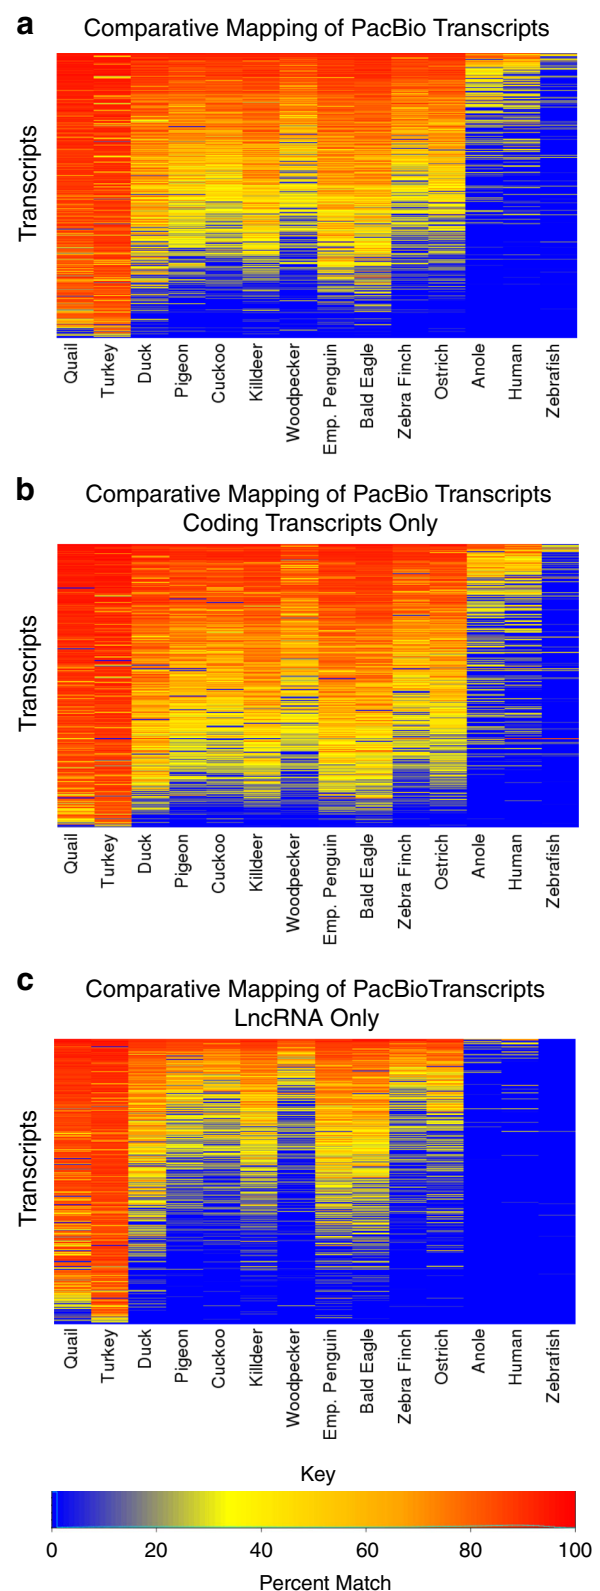 a
Comparative Mapping of PacBio Transcripts
Transcripts
Quail
Turkey
Duck
Pigeon
Cuckoo
Killdeer
Woodpecker
Emp. Penguin
Bald Eagle
Zebra Finch
Ostrich
Anole
Human
Zebrafish
b
Comparative Mapping of PacBio Transcripts
Coding Transcripts Only
Transcripts
Quail
Turkey
Duck
Pigeon
Cuckoo
Killdeer
Woodpecker
Emp. Penguin
Bald Eagle
Zebra Finch
Ostrich
Anole
Human
Zebrafish
c
Comparative Mapping of PacBioTranscripts
LncRNA Only
Transcripts
Quail
Turkey
Duck
Pigeon
Cuckoo
Killdeer
Woodpecker
Emp. Penguin
Bald Eagle
Zebra Finch
Ostrich
Anole
Human
Zebrafish
Key
0 20 40 60 80 100
Percent Match